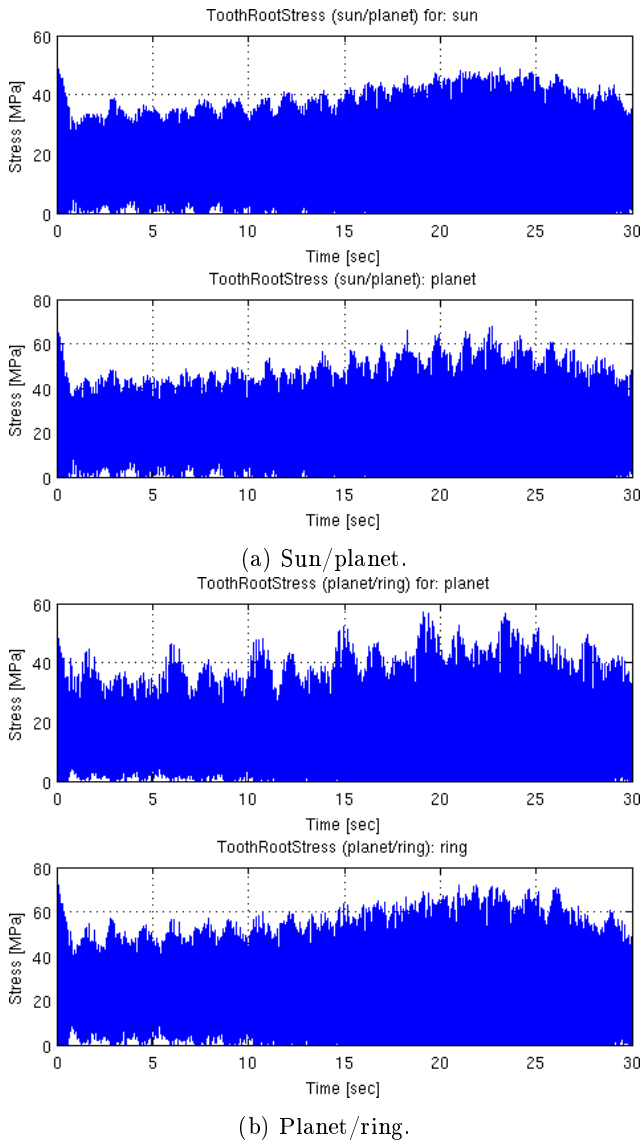 ToothRootStress (sun/planet) for: sun
60
40
20
0
Stress [MPa]
0 5 10 15 20 25 30
Time [sec]
ToothRootStress (sun/planet): planet
80
60
40
20
0
Stress [MPa]
0 5 10 15 20 25 30
Time [sec]
(a) Sun/planet.
ToothRootStress (planet/ring) for: planet
60
40
20
0
Stress [MPa]
0 5 10 15 20 25 30
Time [sec]
ToothRootStress (planet/ring): ring
80
60
40
20
0
Stress [MPa]
0 5 10 15 20 25 30
Time [sec]
(b) Planet/ring.